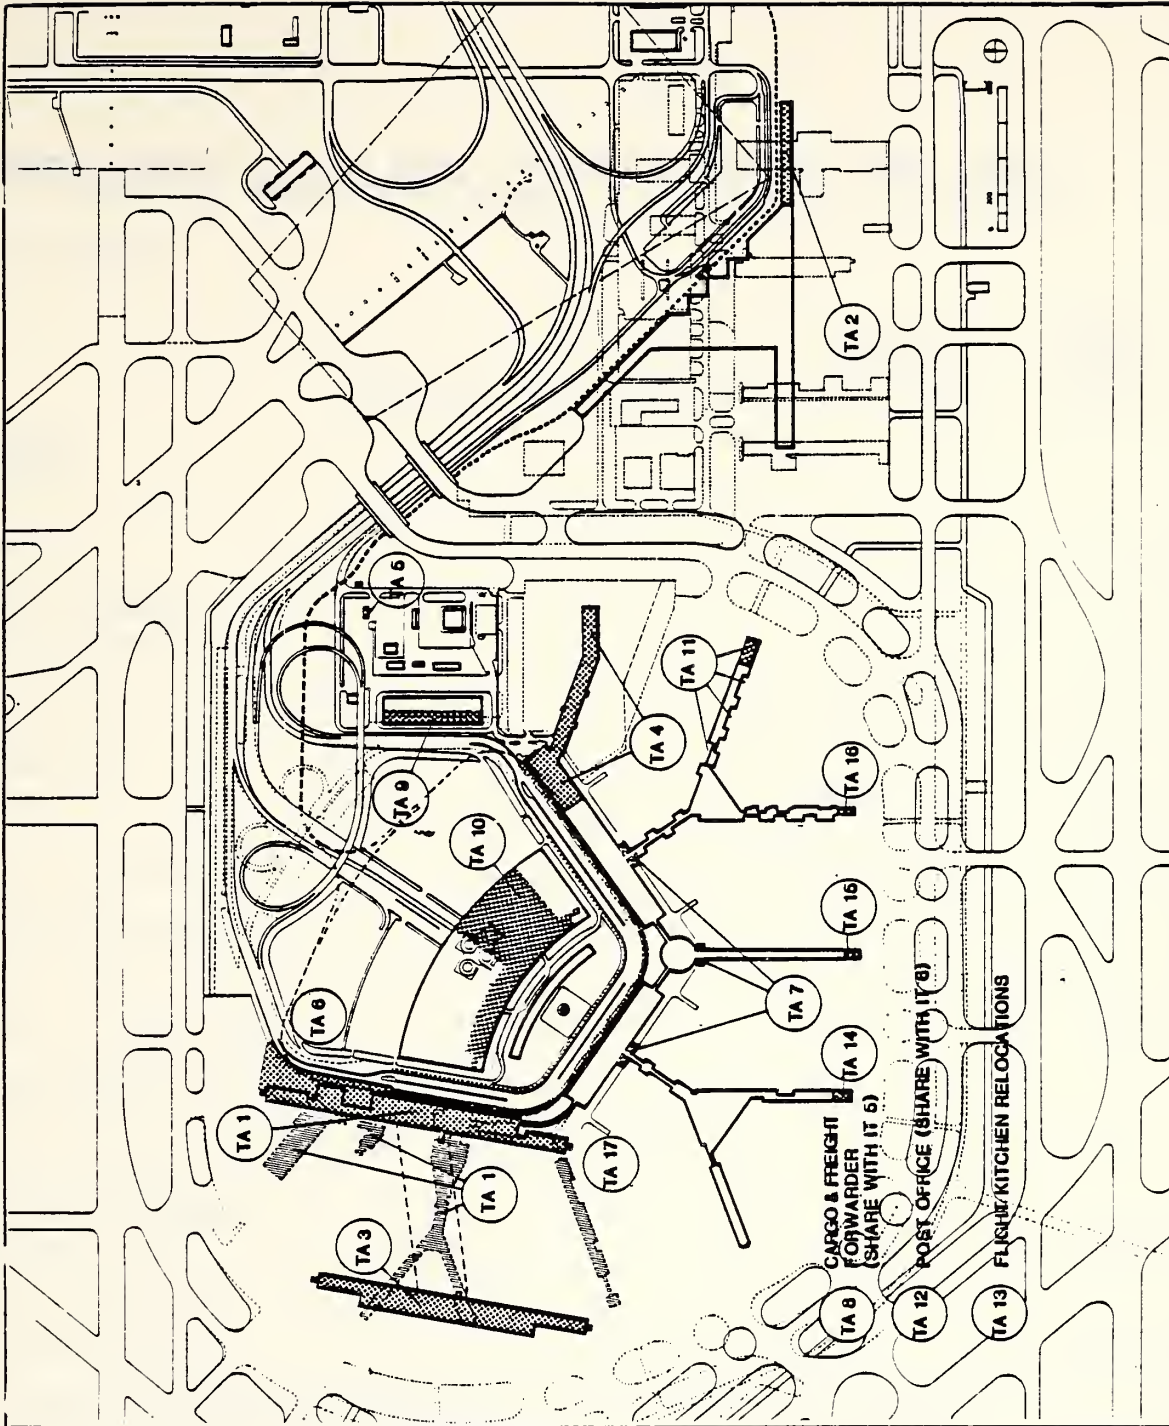 TA 2
TA 5
TA 11
TA 4
TA 16
TA 9
TA 10
TA 15
TA 6
TA 7
TA 14
TA 1
TA 17
TA 1
TA 3
TA 8
CARGO & FREIGHT
FORWARDER
(SHARE WITH IT 5)
TA 12
POST OFFICE (SHARE WITH IT 6)
TA 13
FLIGHT KITCHEN RELOCATIONS